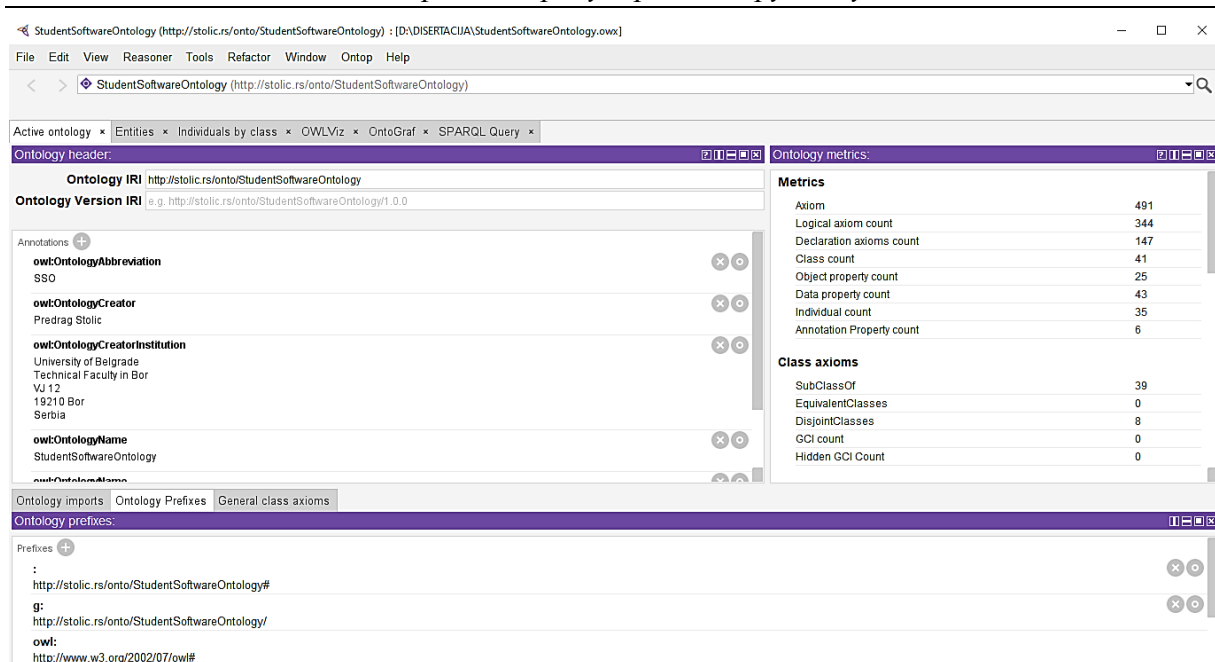 StudentSoftwareOntology (http://stolic.rs/onto/StudentSoftwareOntology) : [D:\DISERTACIJA\StudentSoftwareOntology.owx]
File Edit View Reasoner Tools Refactor Window Ontop Help
StudentSoftwareOntology (http://stolic.rs/onto/StudentSoftwareOntology)
Active ontology × Entities × Individuals by class × OWLViz × OntoGraf × SPARQL Query ×
Ontology header:
Ontology IRI http://stolic.rs/onto/StudentSoftwareOntology
Ontology Version IRI e.g. http://stolic.rs/onto/StudentSoftwareOntology/1.0.0
Annotations
owl:OntologyAbbreviation
SSO
owl:OntologyCreator
Predrag Stolic
owl:OntologyCreatorInstitution
University of Belgrade
Technical Faculty in Bor
VJ 12
19210 Bor
Serbia
owl:OntologyName
StudentSoftwareOntology
owl:OntologyName
Ontology metrics:
Metrics
Axiom 491
Logical axiom count 344
Declaration axioms count 147
Class count 41
Object property count 25
Data property count 43
Individual count 35
Annotation Property count 6
Class axioms
SubClassOf 39
EquivalentClasses 0
DisjointClasses 8
GCI count 0
Hidden GCI Count 0
Ontology imports Ontology Prefixes General class axioms
Ontology prefixes:
Prefixes
:
http://stolic.rs/onto/StudentSoftwareOntology#
g:
http://stolic.rs/onto/StudentSoftwareOntology/
owl:
http://www.w3.org/2002/07/owl#